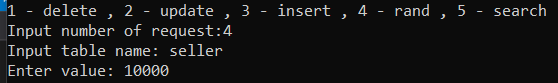 1 - delete , 2 - update , 3 - insert , 4 - rand , 5 - search
Input number of request:4
Input table name: seller
Enter value: 10000